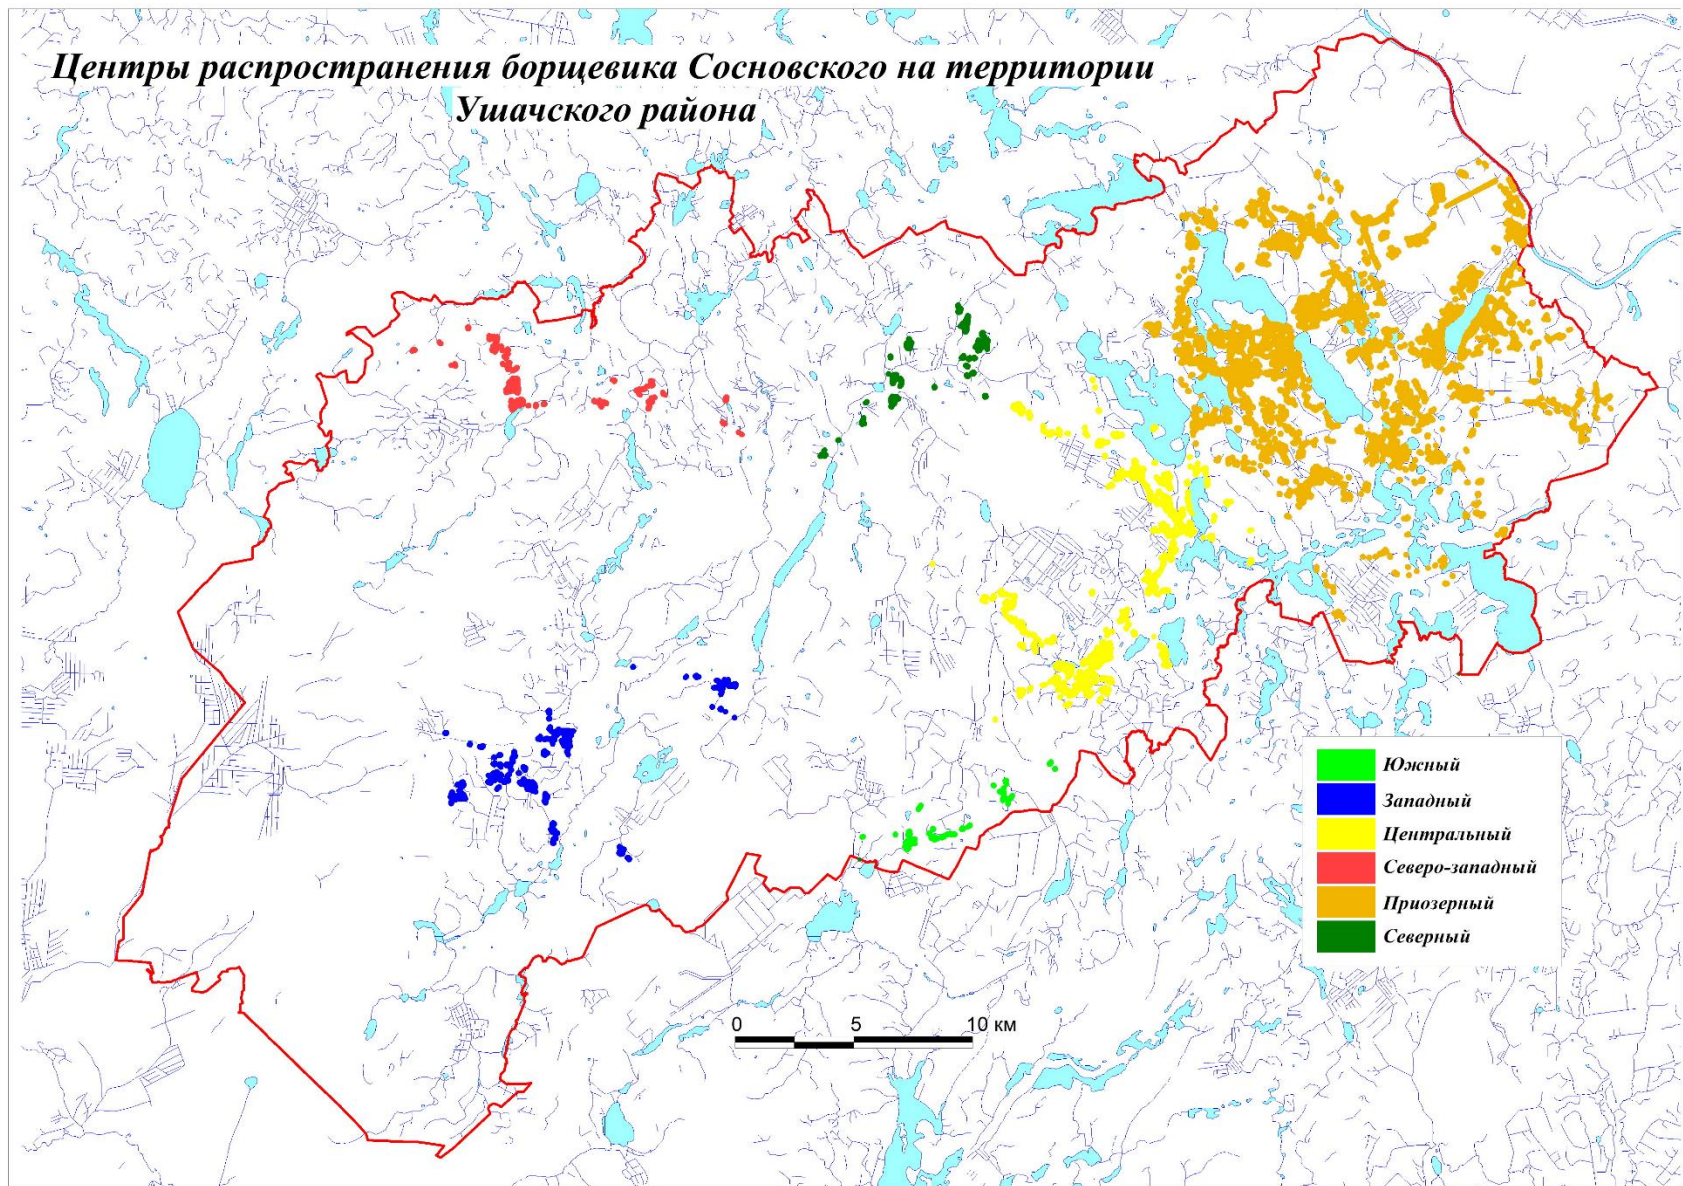 Центры распространения борщевика Сосновского на территории
Ушачского района
Южный
Западный
Центральный
Северо-западный
Приозерный
Северный
0 5 10 км